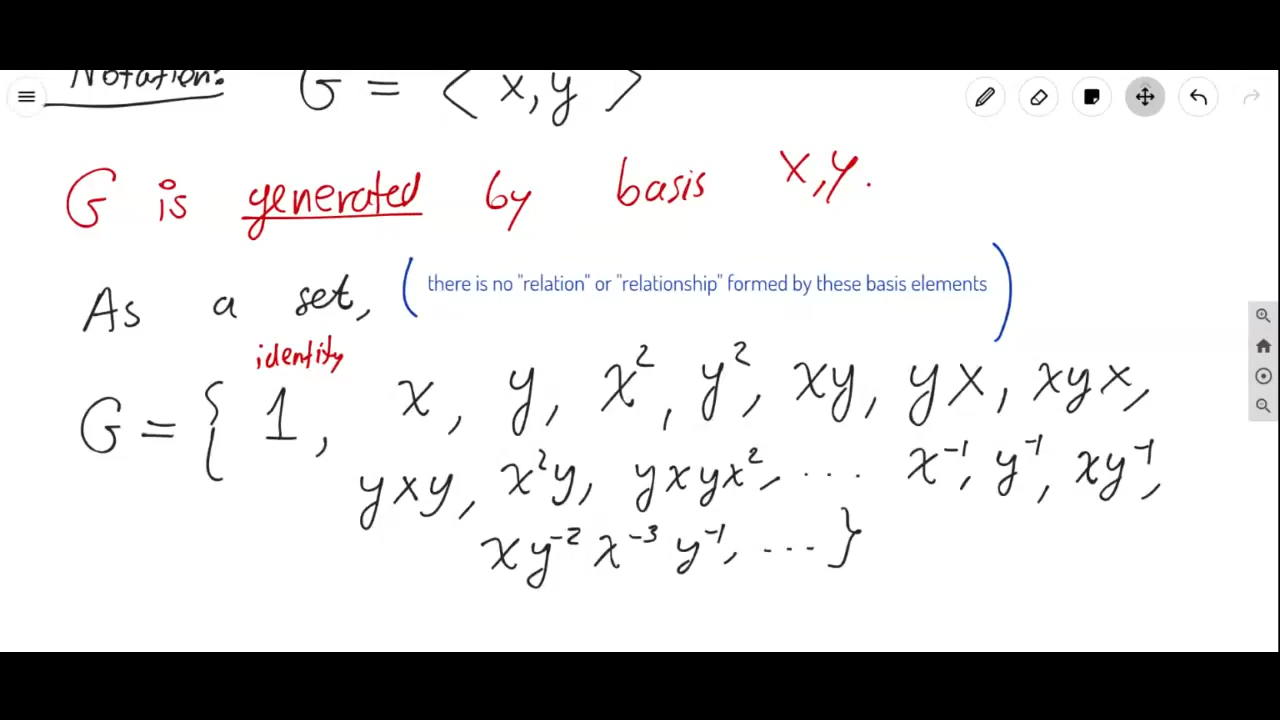 Notation: G = < x, y >
G is generated by basis x, y.
As a set, (there is no "relation" or "relationship" formed by these basis elements)
identity
G = { 1, x, y, x², y², xy, yx, xyx,
yxy, x²y, yxyx², ... x⁻¹, y⁻¹, xy⁻¹,
xy⁻²x⁻³y⁻¹, ... }